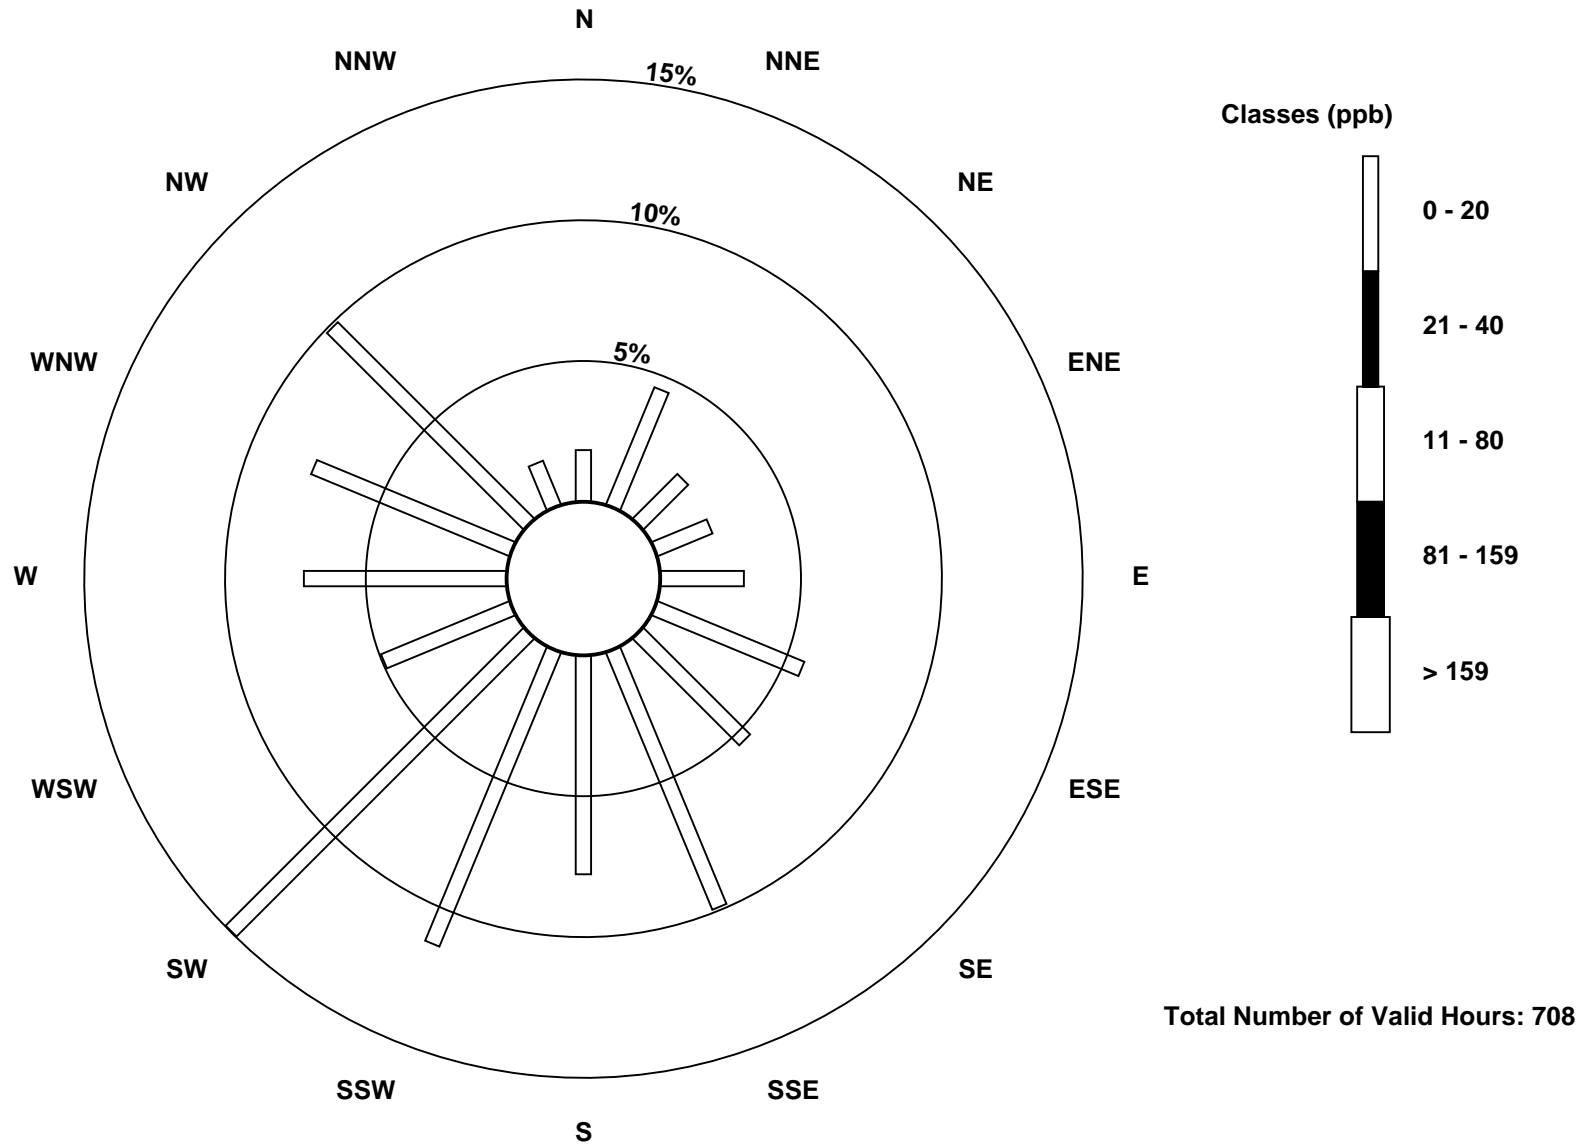 N
NNW
NNE
15%
Classes (ppb)
NW
NE
10%
0 - 20
21 - 40
5%
WNW
ENE
11 - 80
81 - 159
W
E
> 159
WSW
ESE
SW
SE
Total Number of Valid Hours: 708
SSW
SSE
S